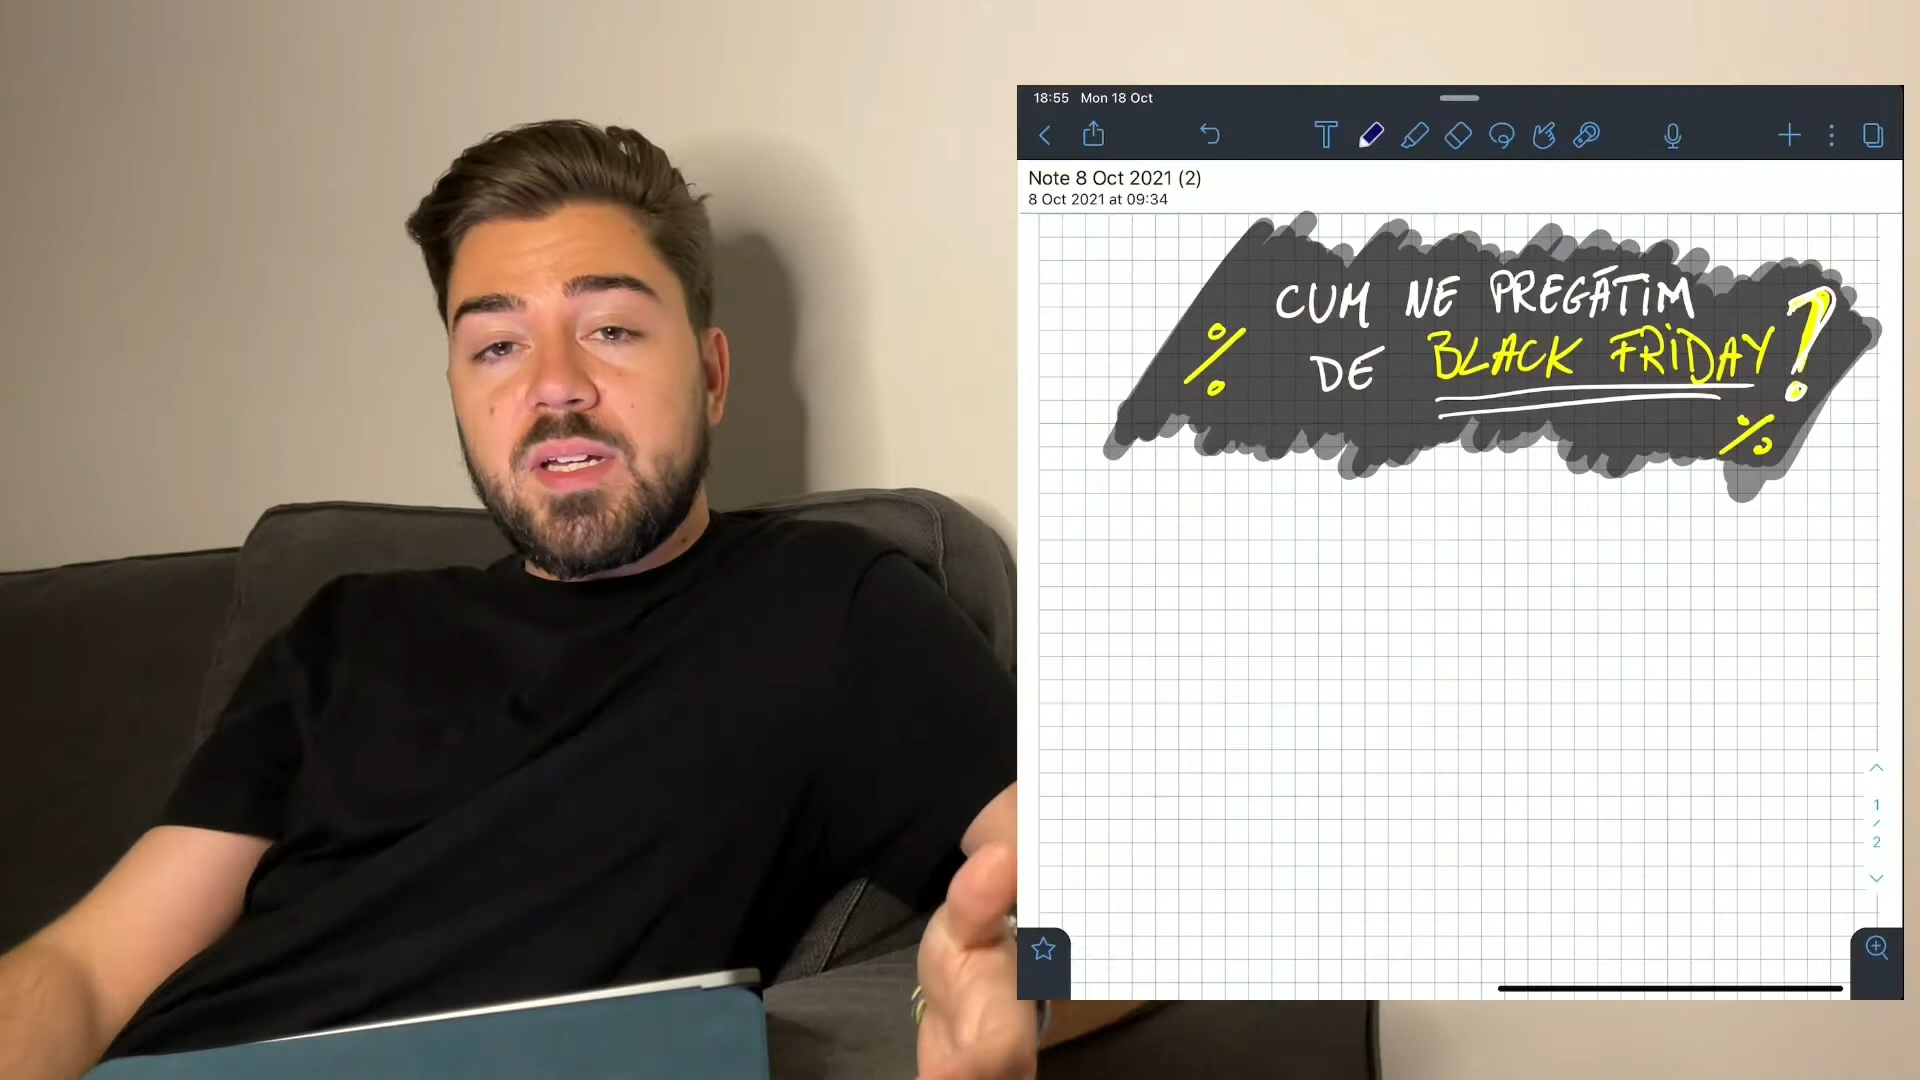 18:55 Mon 18 Oct
Note 8 Oct 2021 (2)
8 Oct 2021 at 09:34
CUM NE PREGĂTIM
% DE BLACK FRIDAY ?
%
1
/
2